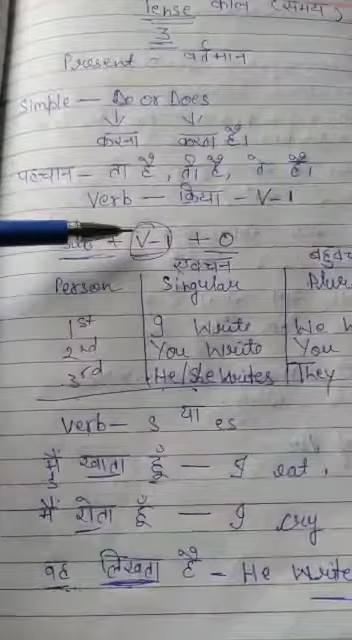 Tense काल (समय)
3
Present - वर्तमान
Simple - Do or Does
करना करता है।
पहचान - ता है, ती है, ते हैं।
Verb - क्रिया - V-1
+ V-1 + O
एकवचन
Person Singular
1st I Write We
2nd You Write You
3rd He/She Writes They
Verb - s या es
मैं खाता हूँ - I eat.
मैं रोता हूँ - I cry
वह लिखता है - He Write